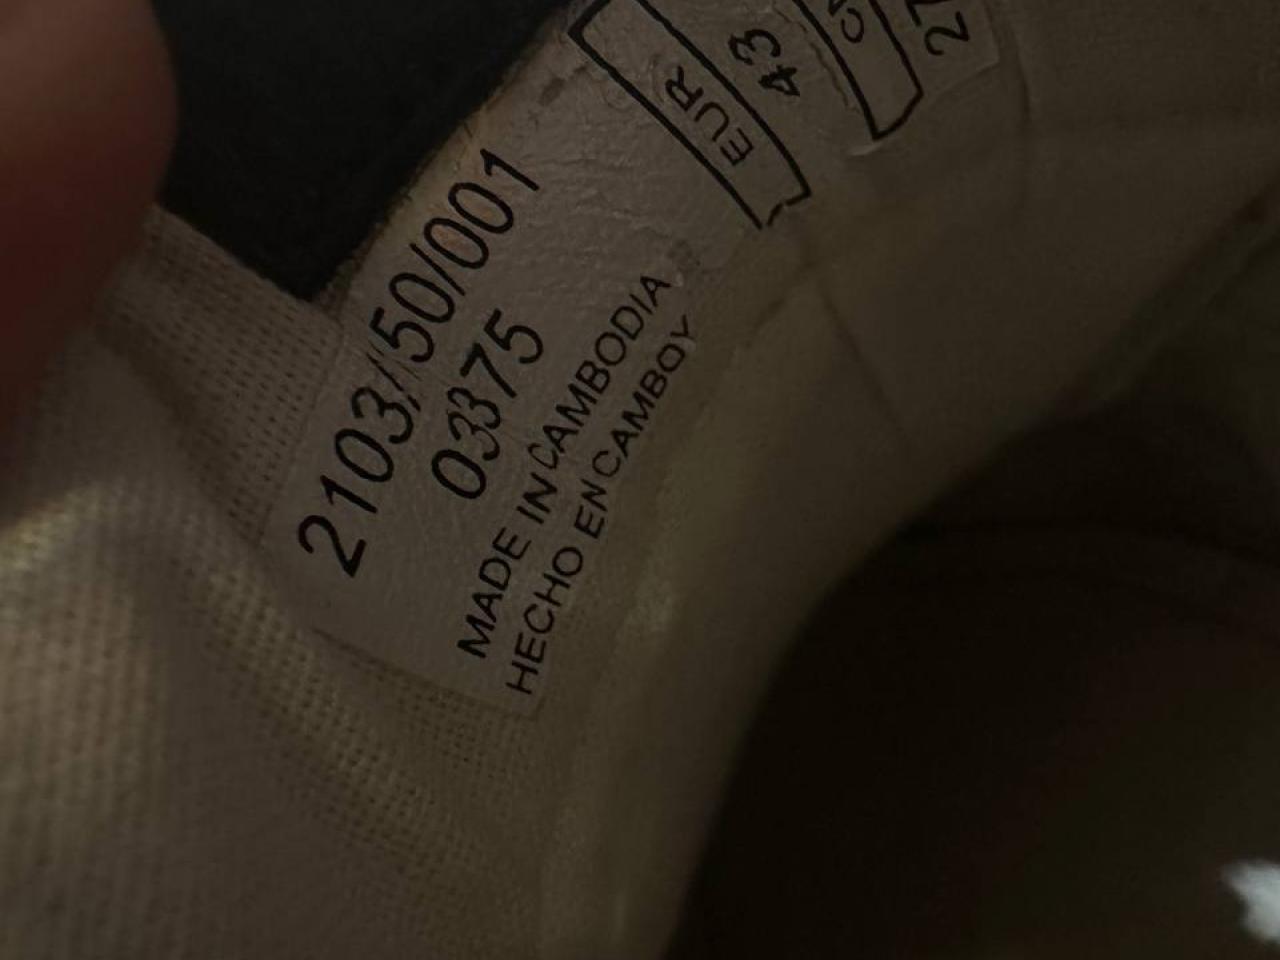 EUR
43
2103/50/001
03375
MADE IN CAMBODIA
HECHO EN CAMBOY